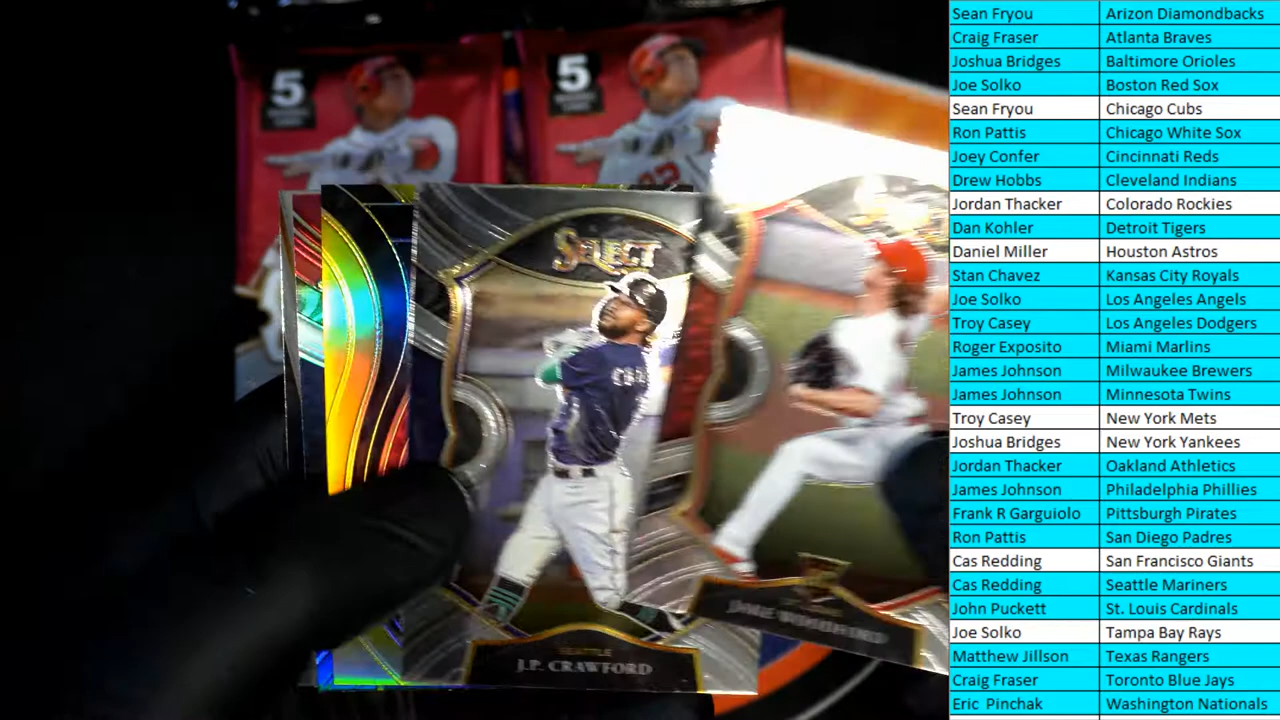 5
5
SELECT
SEATTLE
J.P. CRAWFORD
JAKE WOODFORD
Sean Fryou Arizon Diamondbacks
Craig Fraser Atlanta Braves
Joshua Bridges Baltimore Orioles
Joe Solko Boston Red Sox
Sean Fryou Chicago Cubs
Ron Pattis Chicago White Sox
Joey Confer Cincinnati Reds
Drew Hobbs Cleveland Indians
Jordan Thacker Colorado Rockies
Dan Kohler Detroit Tigers
Daniel Miller Houston Astros
Stan Chavez Kansas City Royals
Joe Solko Los Angeles Angels
Troy Casey Los Angeles Dodgers
Roger Exposito Miami Marlins
James Johnson Milwaukee Brewers
James Johnson Minnesota Twins
Troy Casey New York Mets
Joshua Bridges New York Yankees
Jordan Thacker Oakland Athletics
James Johnson Philadelphia Phillies
Frank R Garguiolo Pittsburgh Pirates
Ron Pattis San Diego Padres
Cas Redding San Francisco Giants
Cas Redding Seattle Mariners
John Puckett St. Louis Cardinals
Joe Solko Tampa Bay Rays
Matthew Jillson Texas Rangers
Craig Fraser Toronto Blue Jays
Eric Pinchak Washington Nationals